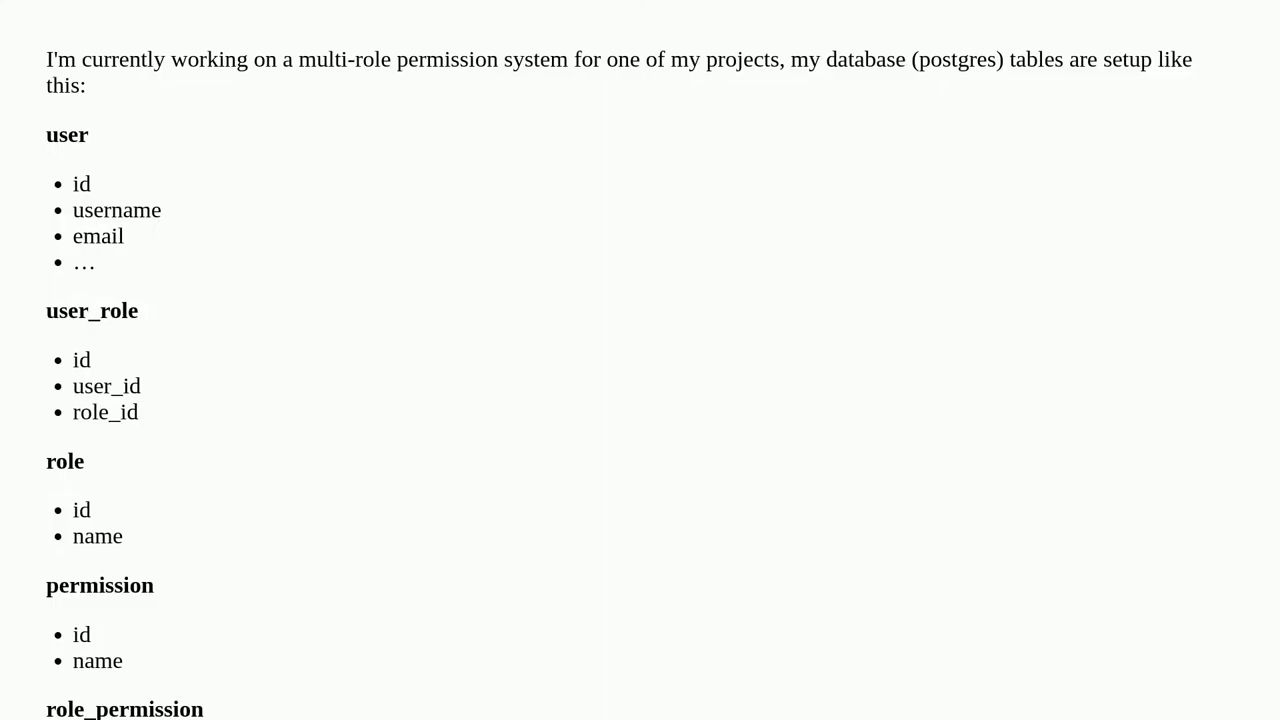 I'm currently working on a multi-role permission system for one of my projects, my database (postgres) tables are setup like
this:
user
• id
• username
• email
• …
user_role
• id
• user_id
• role_id
role
• id
• name
permission
• id
• name
role_permission